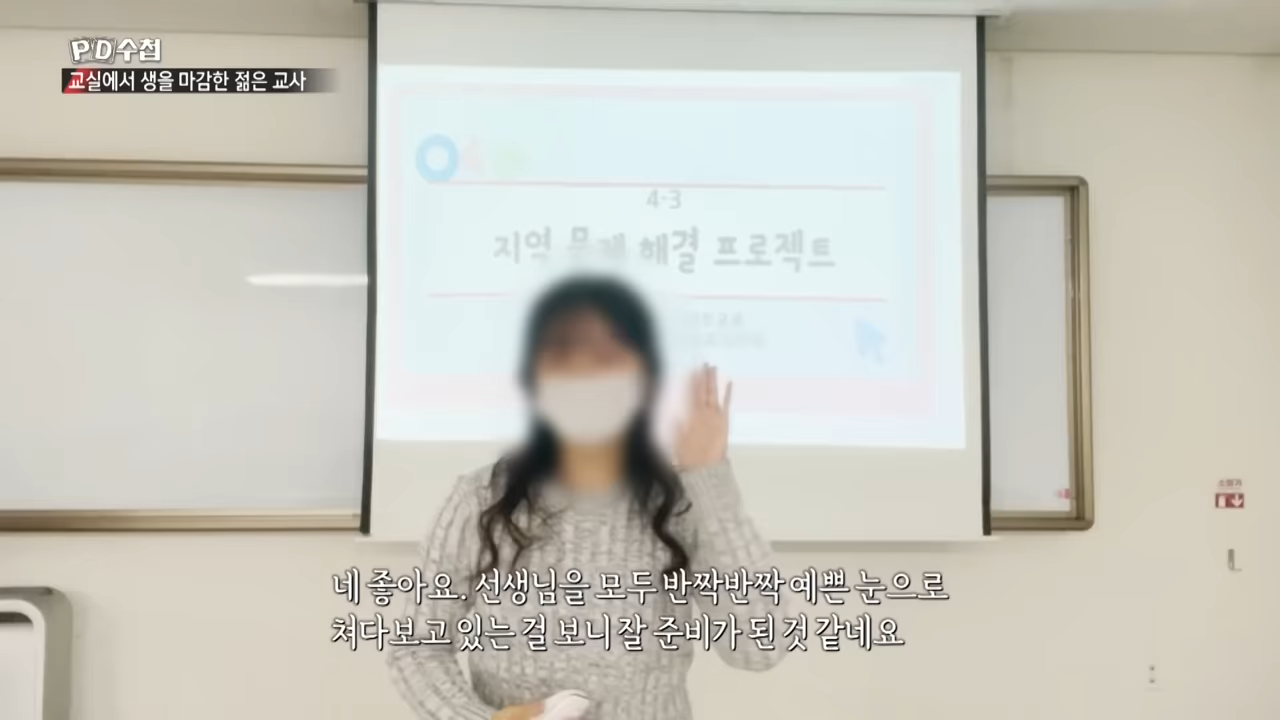 PD수첩
교실에서 생을 마감한 젊은 교사
4-3
지역 문제 해결 프로젝트
소화기
네 좋아요. 선생님을 모두 반짝반짝 예쁜 눈으로
쳐다보고 있는 걸 보니 잘 준비가 된 것 같네요